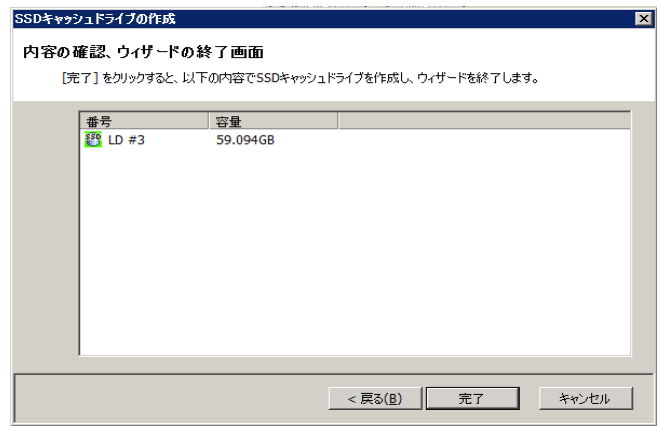 SSDキャッシュドライブの作成
内容の確認、ウィザードの終了画面
[完了] をクリックすると、以下の内容でSSDキャッシュドライブを作成し、ウィザードを終了します。
番号 容量
SSD LD #3 59.094GB
< 戻る(B) 完了 キャンセル